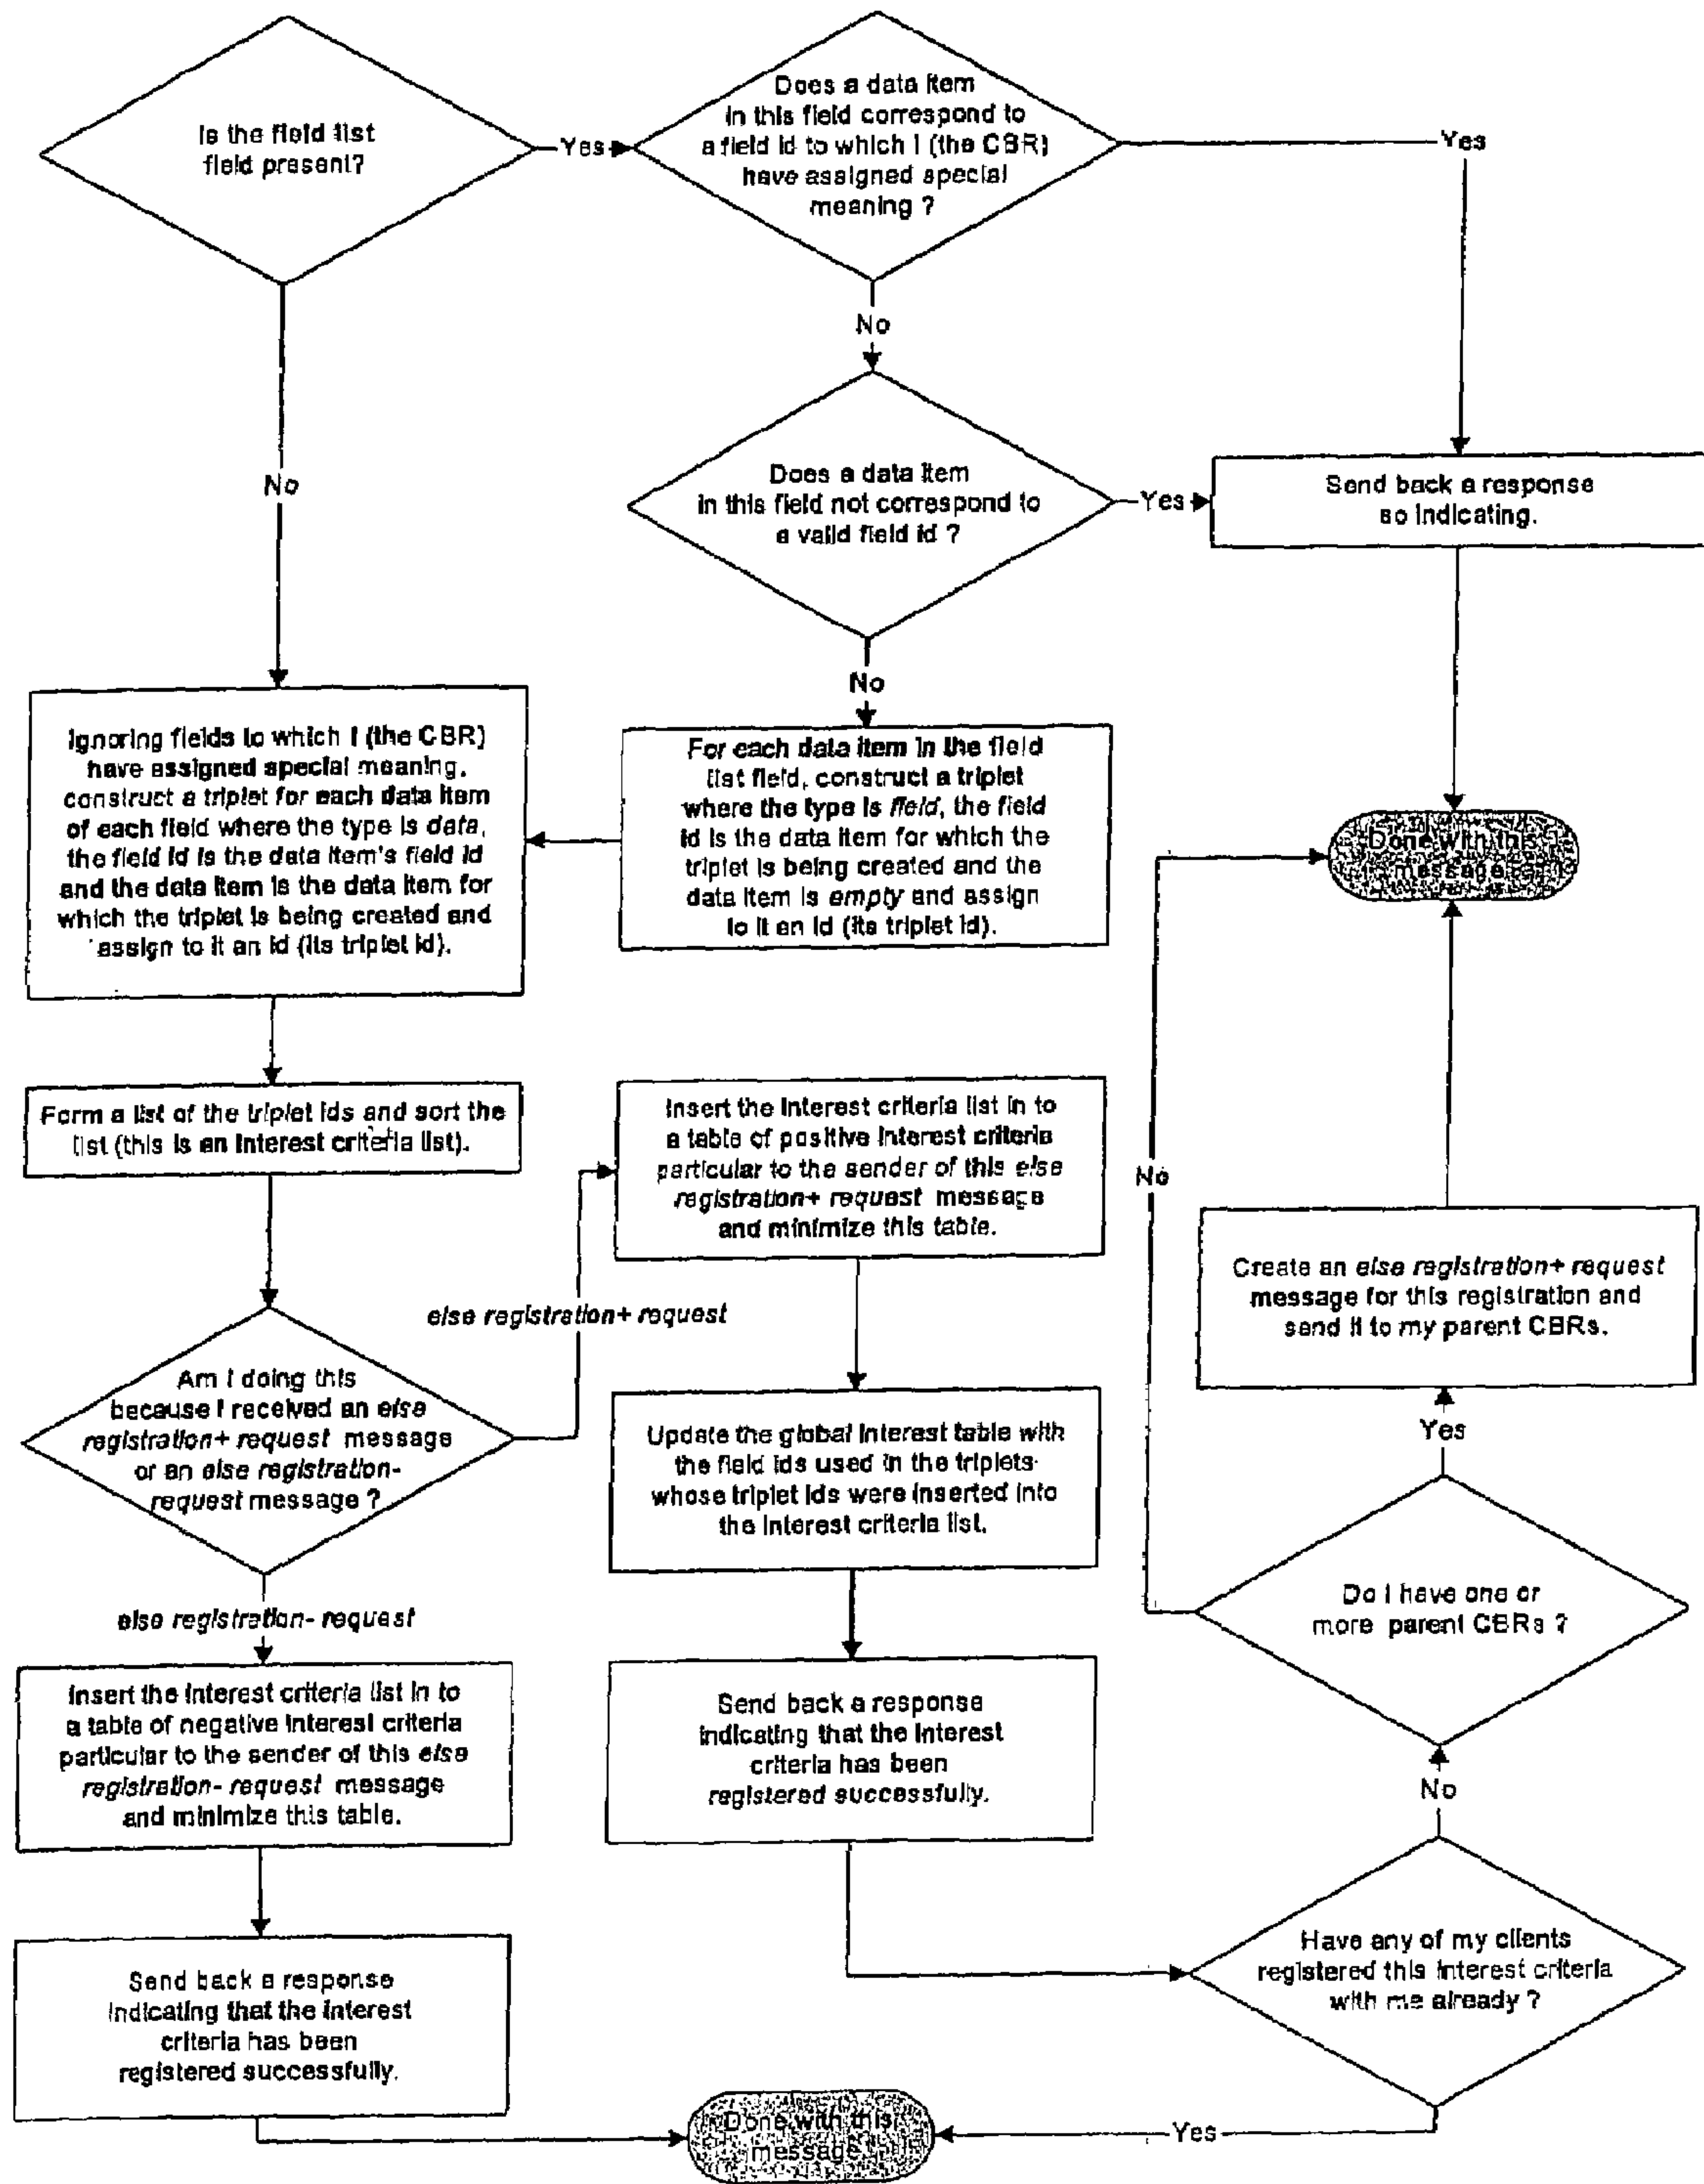 Is the field list
field present?
Yes
Does a data item
in this field correspond to
a field id to which I (the CBR)
have assigned special
meaning ?
Yes
No
No
Does a data item
in this field not correspond to
a valid field id ?
Yes
Send back a response
so indicating.
No
Ignoring fields to which I (the CBR)
have assigned special meaning,
construct a triplet for each data item
of each field where the type is data,
the field id is the data item's field id
and the data item is the data item for
which the triplet is being created and
assign to it an id (its triplet id).
For each data item in the field
list field, construct a triplet
where the type is field, the field
id is the data item for which the
triplet is being created and the
data item is empty and assign
to it an id (its triplet id).
Done with this
message
Form a list of the triplet ids and sort the
list (this is an interest criteria list).
Insert the interest criteria list in to
a table of positive interest criteria
particular to the sender of this else
registration+ request message
and minimize this table.
No
Create an else registration+ request
message for this registration and
send it to my parent CBRs.
else registration+ request
Am I doing this
because I received an else
registration+ request message
or an else registration-
request message ?
Update the global interest table with
the field ids used in the triplets
whose triplet ids were inserted into
the interest criteria list.
Yes
Do I have one or
more parent CBRs ?
else registration- request
Insert the interest criteria list in to
a table of negative interest criteria
particular to the sender of this else
registration- request message
and minimize this table.
Send back a response
indicating that the interest
criteria has been
registered successfully.
No
Have any of my clients
registered this interest criteria
with me already ?
Send back a response
indicating that the interest
criteria has been
registered successfully.
Done with this
message
Yes